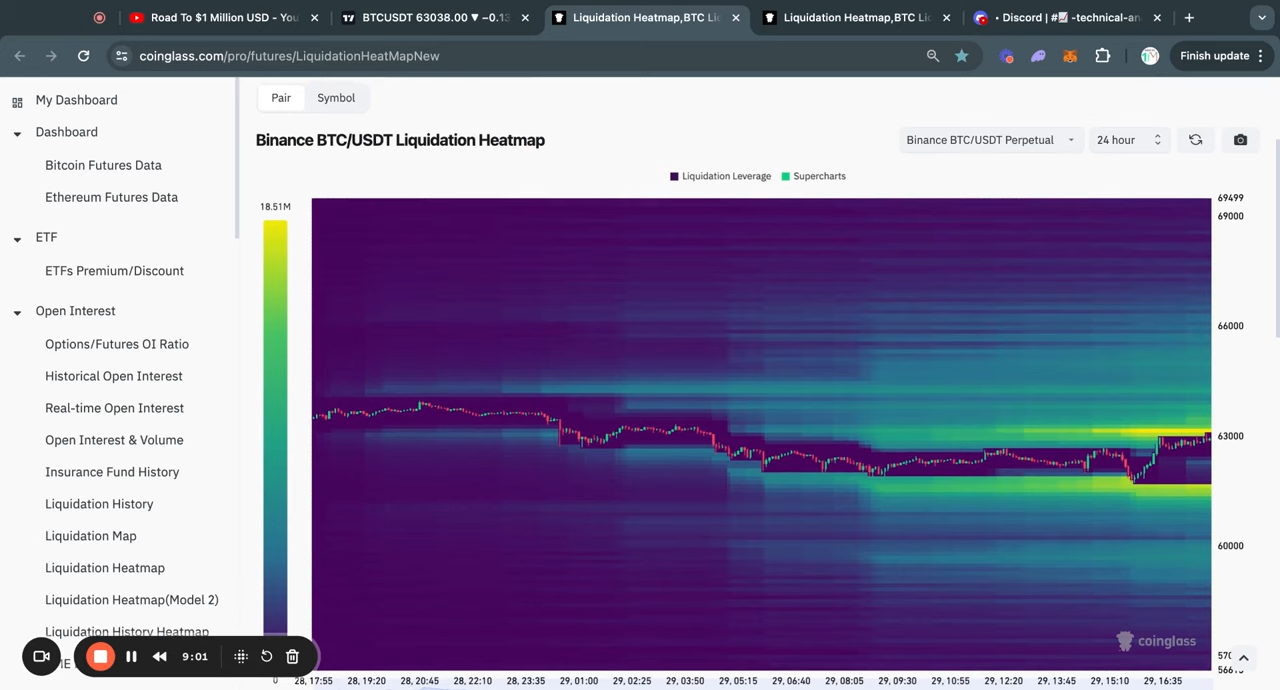 Road To $1 Million USD - You
BTCUSDT 63038.00 ▼ −0.13
Liquidation Heatmap,BTC Li
Liquidation Heatmap,BTC Lic
• Discord | #📈 -technical-an
coinglass.com/pro/futures/LiquidationHeatMapNew
Finish update
My Dashboard
Dashboard
Bitcoin Futures Data
Ethereum Futures Data
ETF
ETFs Premium/Discount
Open Interest
Options/Futures OI Ratio
Historical Open Interest
Real-time Open Interest
Open Interest & Volume
Insurance Fund History
Liquidation History
Liquidation Map
Liquidation Heatmap
Liquidation Heatmap(Model 2)
Liquidation History Heatmap
9:01
Pair
Symbol
Binance BTC/USDT Liquidation Heatmap
Binance BTC/USDT Perpetual
24 hour
Liquidation Leverage
Supercharts
18.51M
0
69499
69000
66000
63000
60000
coinglass
28, 17:55
28, 19:20
28, 20:45
28, 22:10
28, 23:35
29, 01:00
29, 02:25
29, 03:50
29, 05:15
29, 06:40
29, 08:05
29, 09:30
29, 10:55
29, 12:20
29, 13:45
29, 15:10
29, 16:35